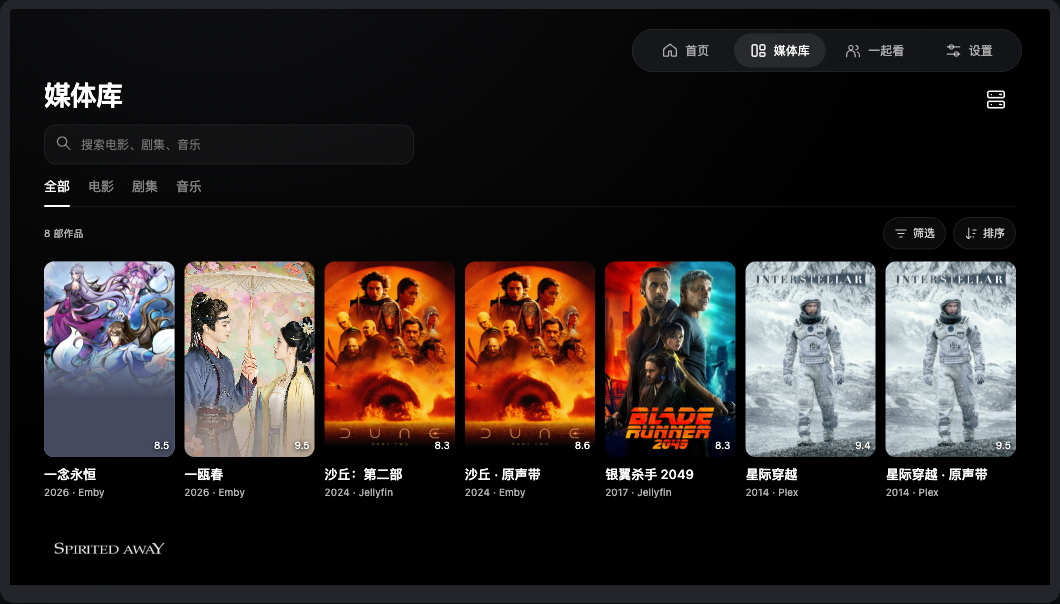 首页
媒体库
一起看
设置
媒体库
搜索电影、剧集、音乐
全部
电影
剧集
音乐
8 部作品
筛选
排序
8.5
9.5
DUNE
PART TWO
8.3
DUNE
PART TWO
8.6
BLADE
RUNNER
2049
8.3
INTERSTELLAR
9.4
INTERSTELLAR
9.5
一念永恒
2026 · Emby
一瓯春
2026 · Emby
沙丘：第二部
2024 · Jellyfin
沙丘 · 原声带
2024 · Emby
银翼杀手 2049
2017 · Jellyfin
星际穿越
2014 · Plex
星际穿越 · 原声带
2014 · Plex
SPIRITED AWAY